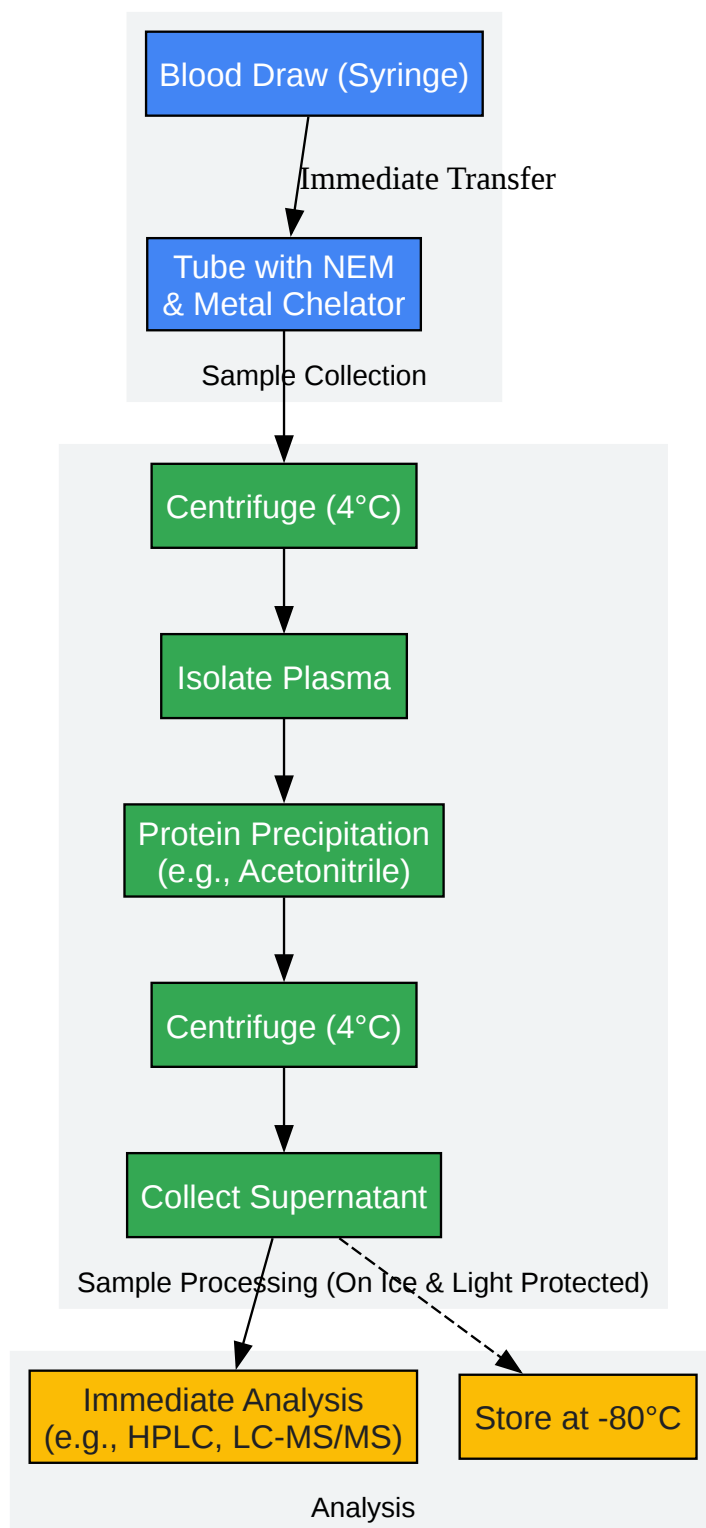 Blood Draw (Syringe)
Immediate Transfer
Tube with NEM
& Metal Chelator
Sample Collection
Centrifuge (4°C)
Isolate Plasma
Protein Precipitation
(e.g., Acetonitrile)
Centrifuge (4°C)
Collect Supernatant
Sample Processing (On Ice & Light Protected)
Immediate Analysis
(e.g., HPLC, LC-MS/MS)
Store at -80°C
Analysis